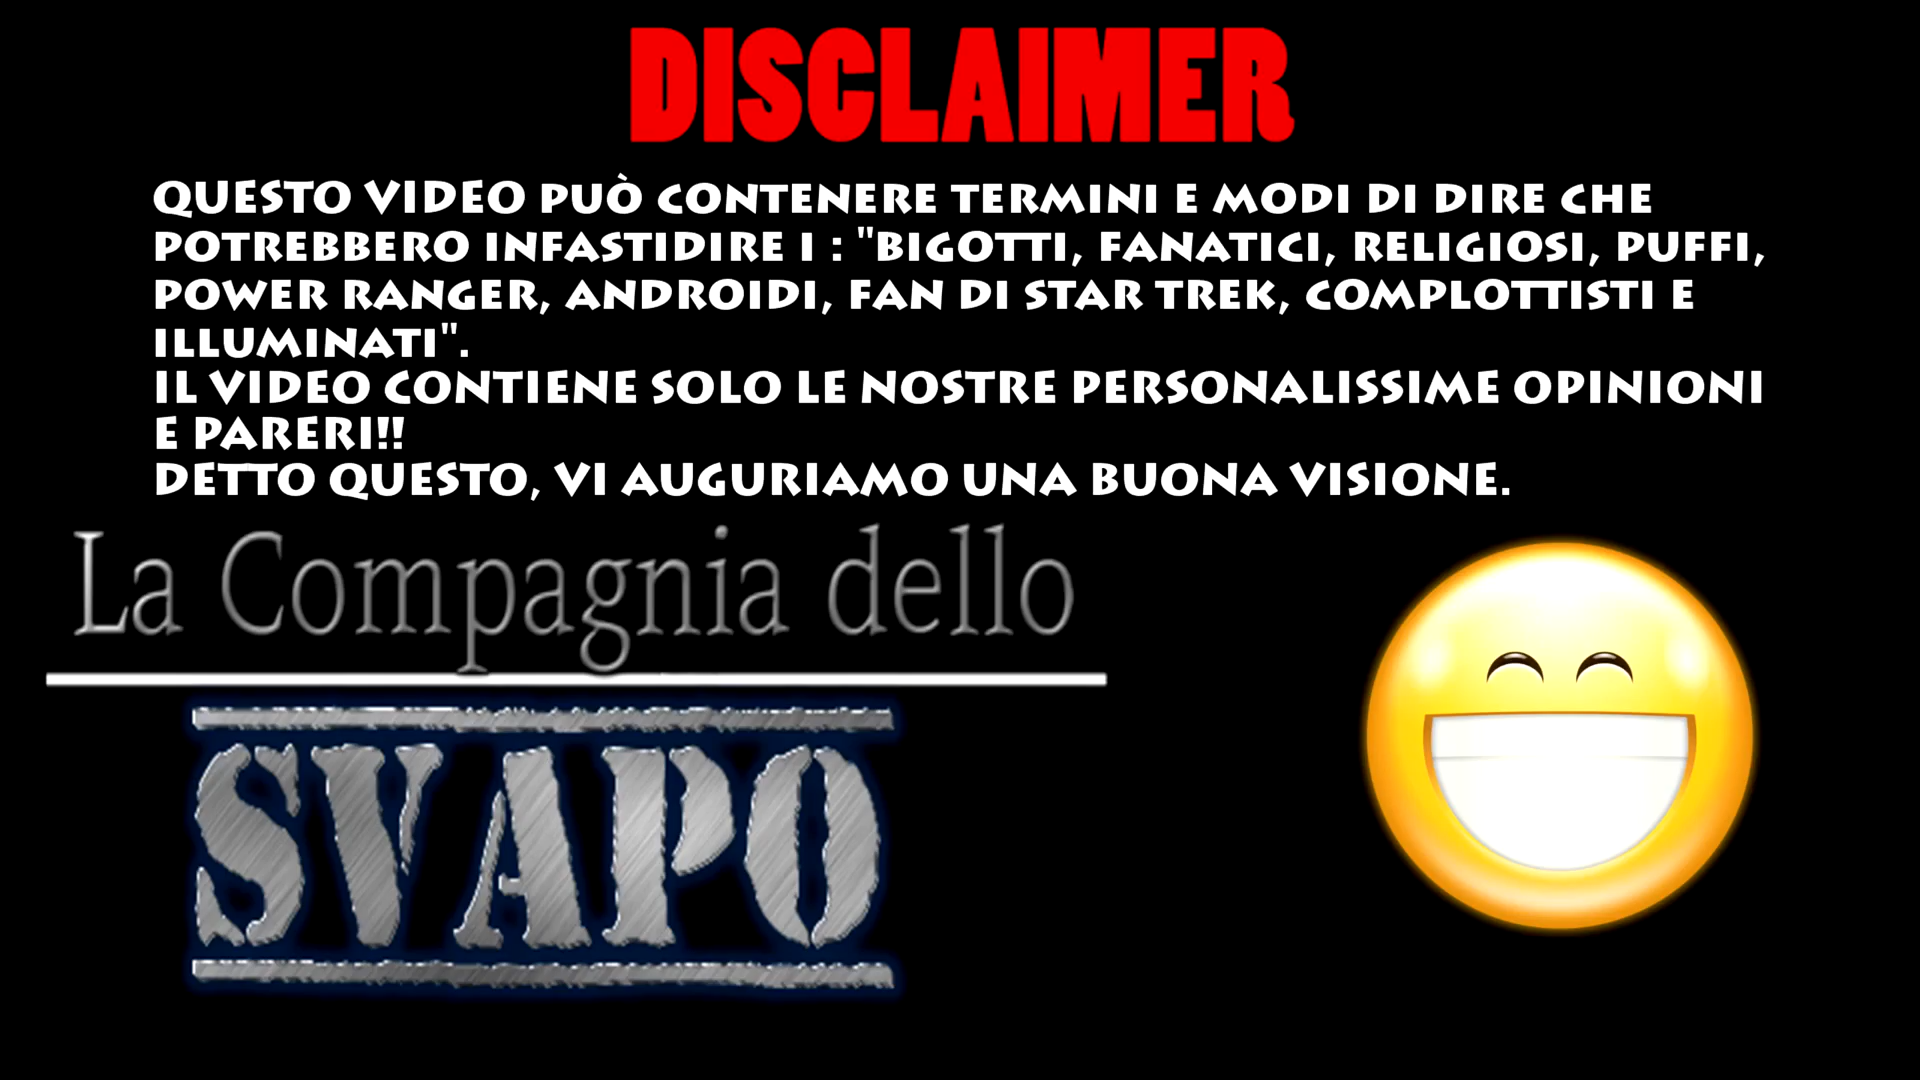 DISCLAIMER
QUESTO VIDEO PUÒ CONTENERE TERMINI E MODI DI DIRE CHE
POTREBBERO INFASTIDIRE I : "BIGOTTI, FANATICI, RELIGIOSI, PUFFI,
POWER RANGER, ANDROIDI, FAN DI STAR TREK, COMPLOTTISTI E
ILLUMINATI".
IL VIDEO CONTIENE SOLO LE NOSTRE PERSONALISSIME OPINIONI
E PARERI!!
DETTO QUESTO, VI AUGURIAMO UNA BUONA VISIONE.
La Compagnia dello
SVAPO